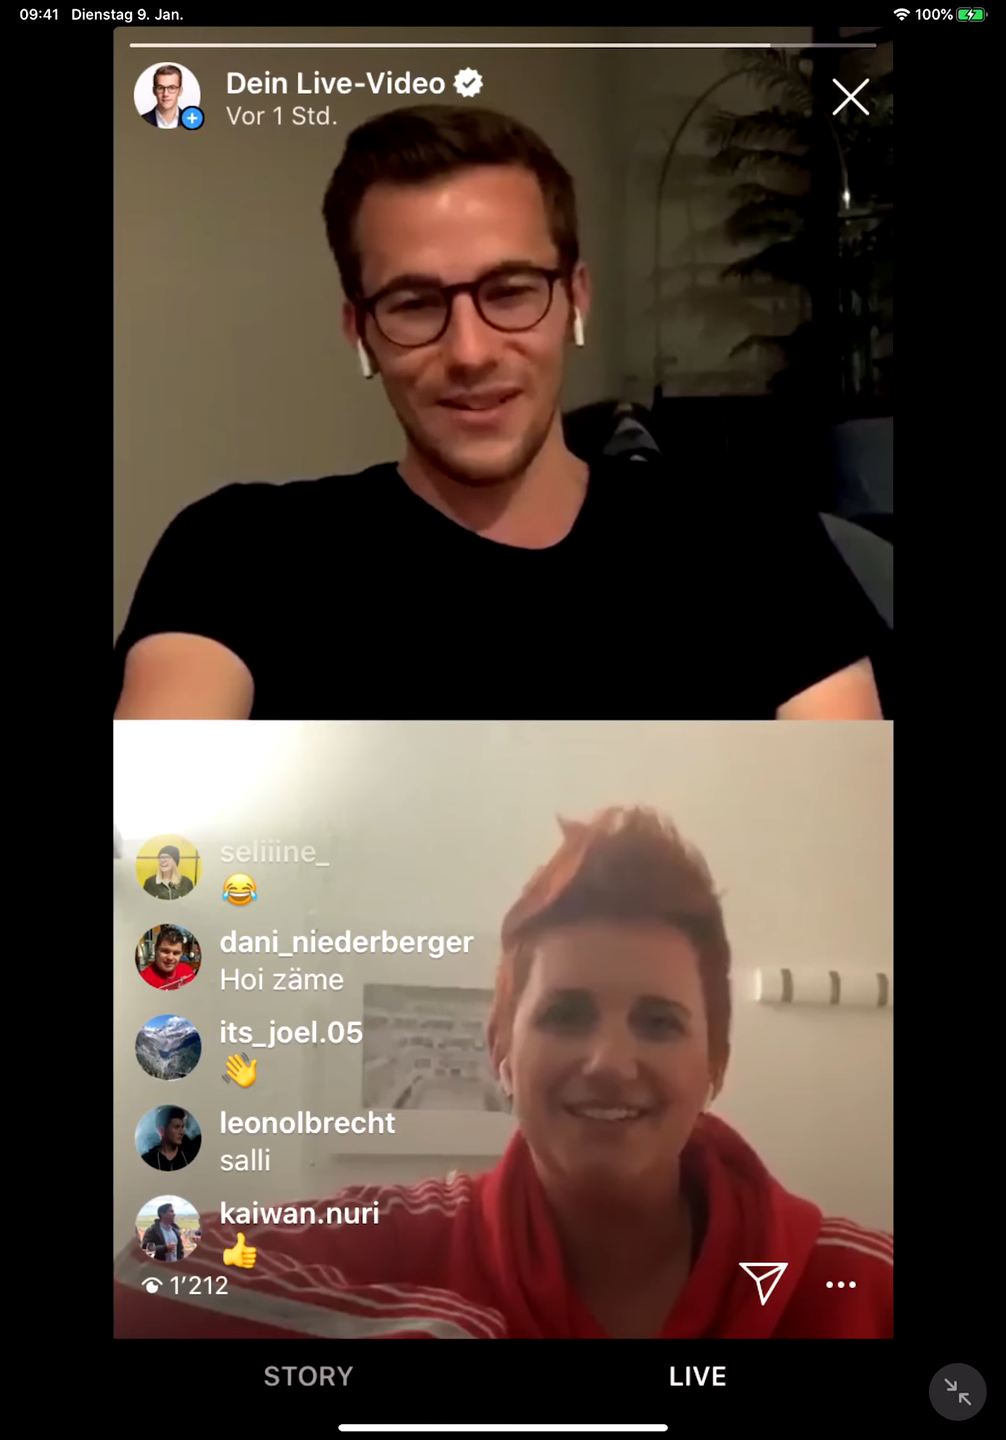 09:41 Dienstag 9. Jan.
100%
Dein Live-Video
Vor 1 Std.
seliiine_
😂
dani_niederberger
Hoi zäme
its_joel.05
👋
leonolbrecht
salli
kaiwan.nuri
👍
1’212
STORY
LIVE